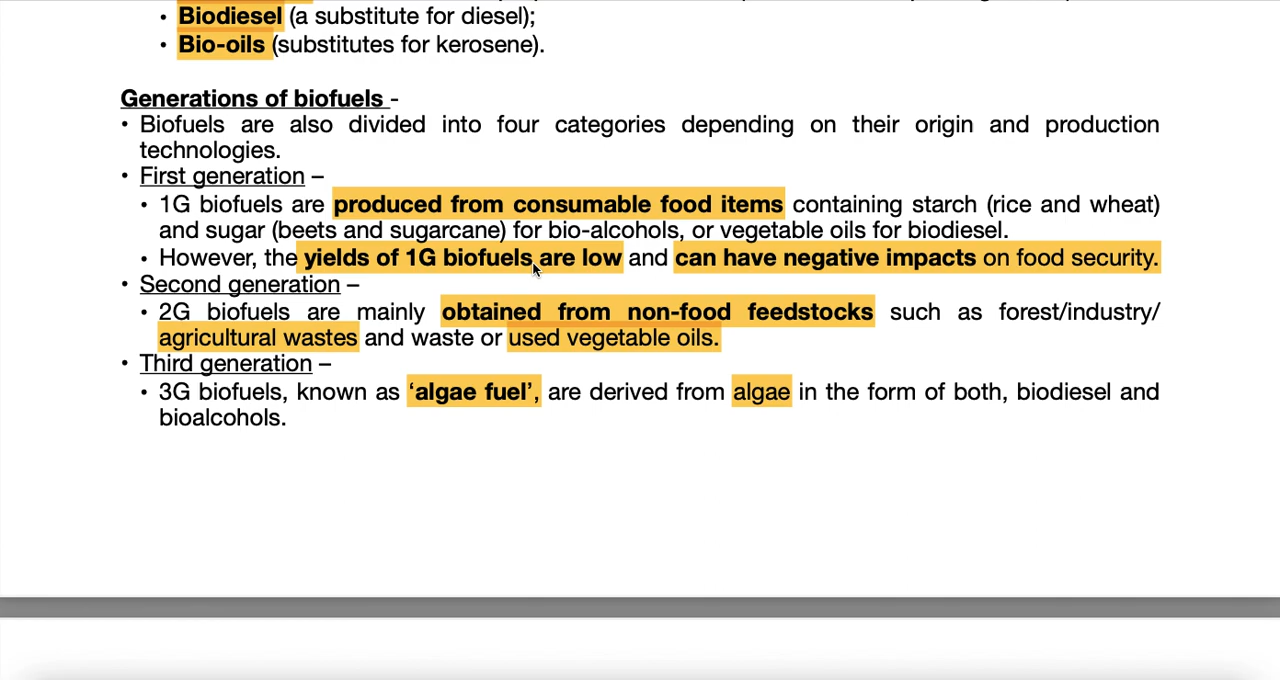 • Biodiesel (a substitute for diesel);
• Bio-oils (substitutes for kerosene).
Generations of biofuels -
• Biofuels are also divided into four categories depending on their origin and production
technologies.
• First generation –
• 1G biofuels are produced from consumable food items containing starch (rice and wheat)
and sugar (beets and sugarcane) for bio-alcohols, or vegetable oils for biodiesel.
• However, the yields of 1G biofuels are low and can have negative impacts on food security.
• Second generation –
• 2G biofuels are mainly obtained from non-food feedstocks such as forest/industry/
agricultural wastes and waste or used vegetable oils.
• Third generation –
• 3G biofuels, known as ‘algae fuel’, are derived from algae in the form of both, biodiesel and
bioalcohols.